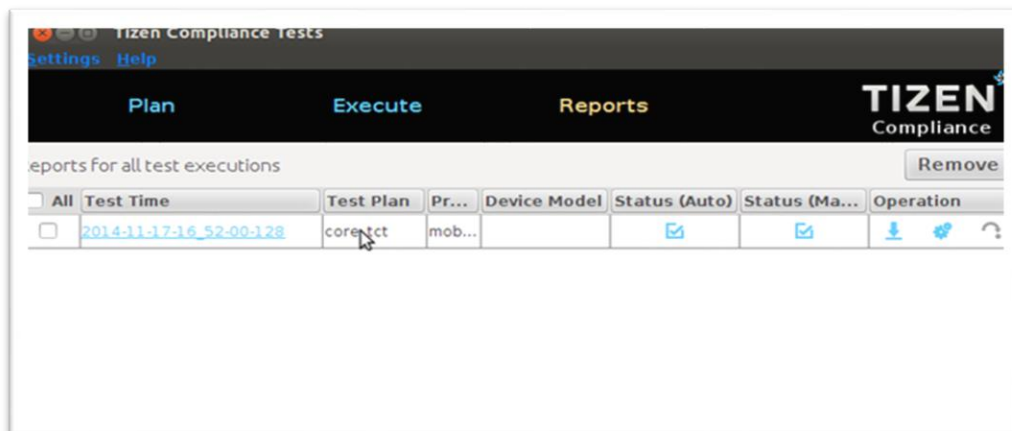 Tizen Compliance Tests
Settings Help
Plan Execute Reports TIZEN
Compliance
eports for all test executions Remove
All Test Time Test Plan Pr... Device Model Status (Auto) Status (Ma... Operation
2014-11-17-16_52-00-128 core_tct mob...